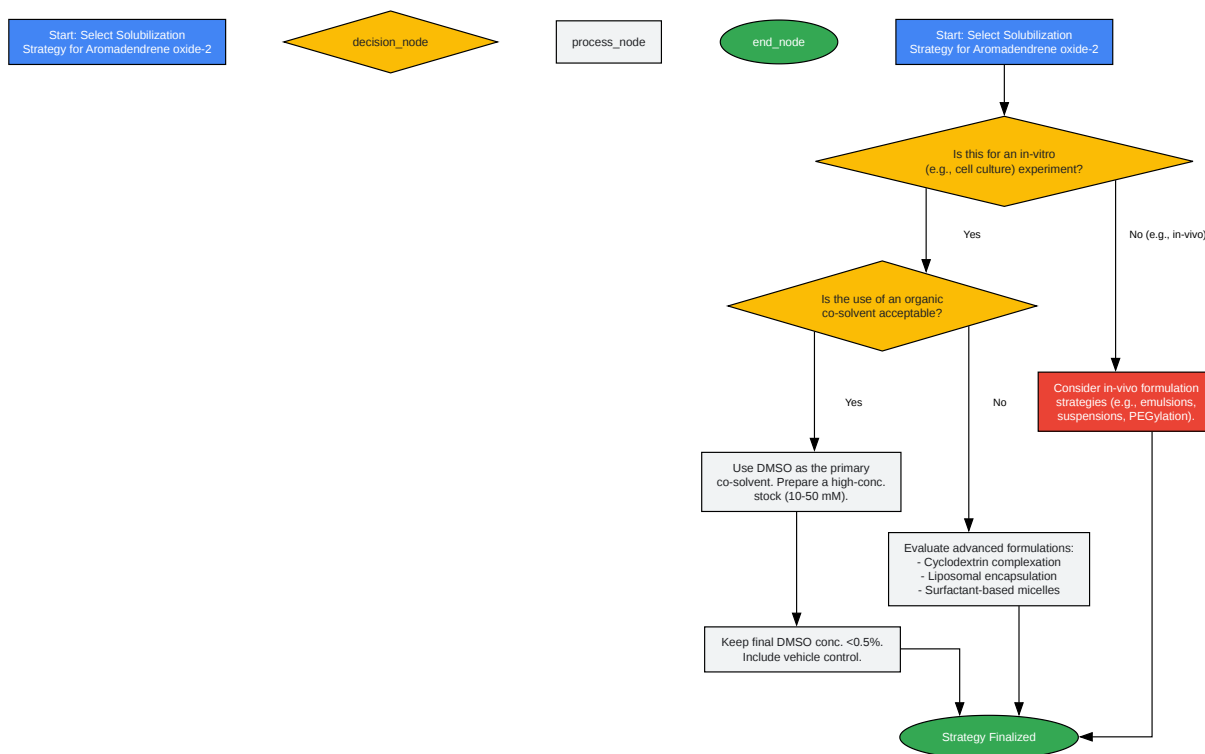 Start: Select Solubilization
Strategy for Aromadendrene oxide-2
decision_node
process_node
end_node
Start: Select Solubilization
Strategy for Aromadendrene oxide-2
Is this for an in-vitro
(e.g., cell culture) experiment?
Yes
No (e.g., in-vivo)
Is the use of an organic
co-solvent acceptable?
Yes
No
Consider in-vivo formulation
strategies (e.g., emulsions,
suspensions, PEGylation).
Use DMSO as the primary
co-solvent. Prepare a high-conc.
stock (10-50 mM).
Evaluate advanced formulations:
- Cyclodextrin complexation
- Liposomal encapsulation
- Surfactant-based micelles
Keep final DMSO conc. <0.5%.
Include vehicle control.
Strategy Finalized